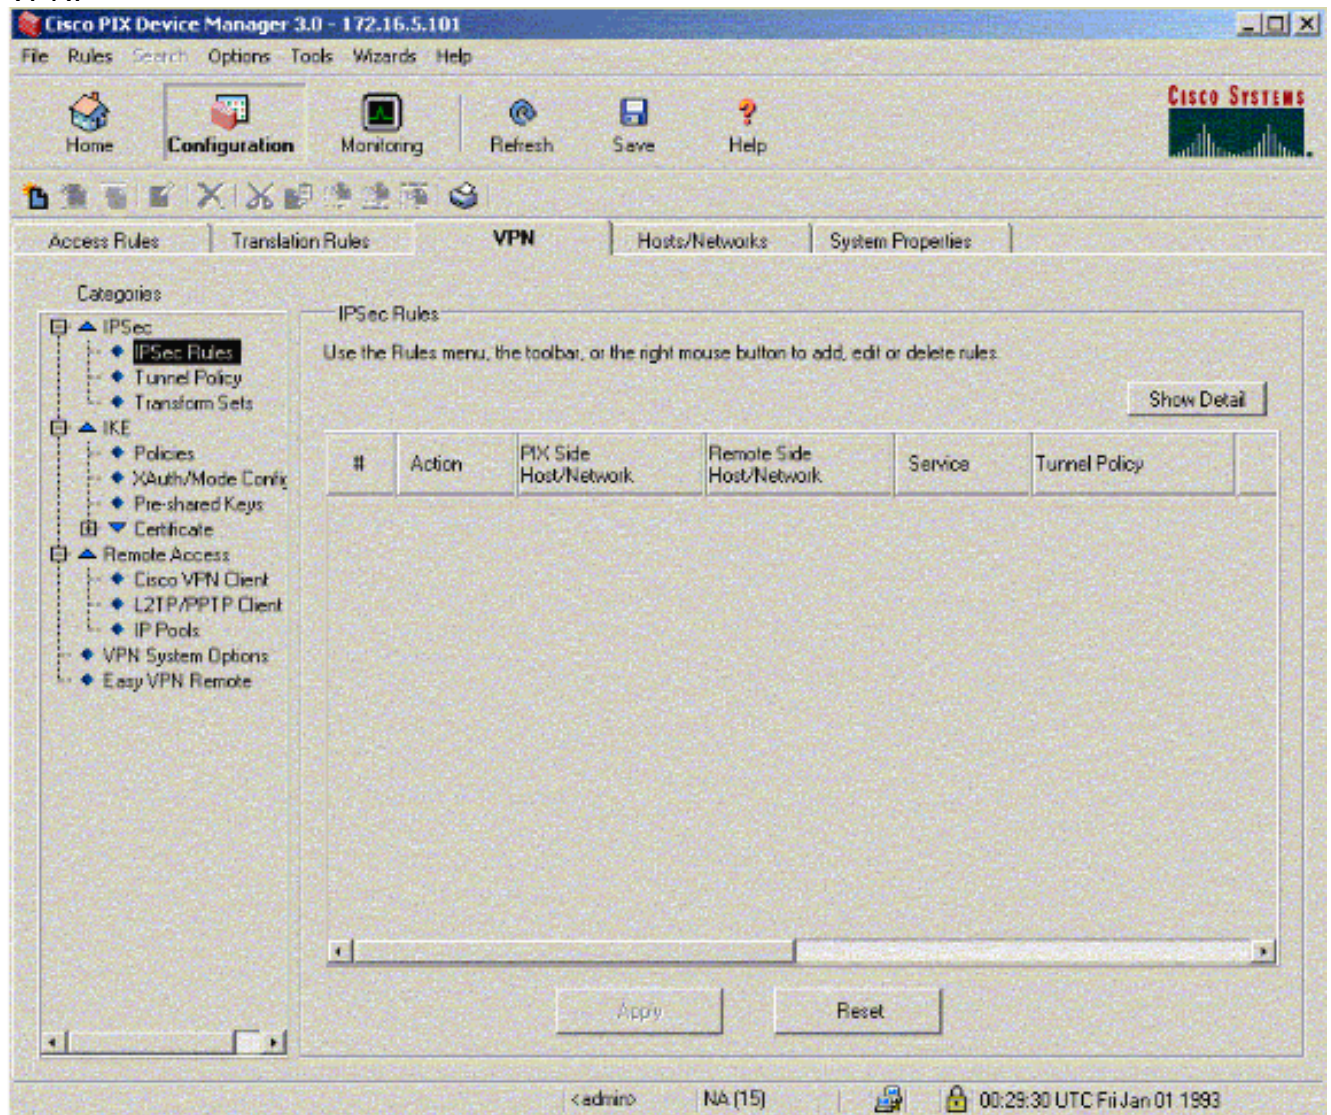 Cisco PIX Device Manager 3.0 - 172.16.5.101
File Rules Search Options Tools Wizards Help
Home Configuration Monitoring Refresh Save Help
CISCO SYSTEMS
Access Rules Translation Rules VPN Hosts/Networks System Properties
Categories
IPSec
IPSec Rules
Tunnel Policy
Transform Sets
IKE
Policies
XAuth/Mode Config
Pre-shared Keys
Certificate
Remote Access
Cisco VPN Client
L2TP/PPTP Client
IP Pools
VPN System Options
Easy VPN Remote
IPSec Rules
Use the Rules menu, the toolbar, or the right mouse button to add, edit or delete rules.
Show Detail
# Action PIX Side Host/Network Remote Side Host/Network Service Tunnel Policy
Apply Reset
<admin> NA (15) 00:29:30 UTC Fri Jan 01 1993